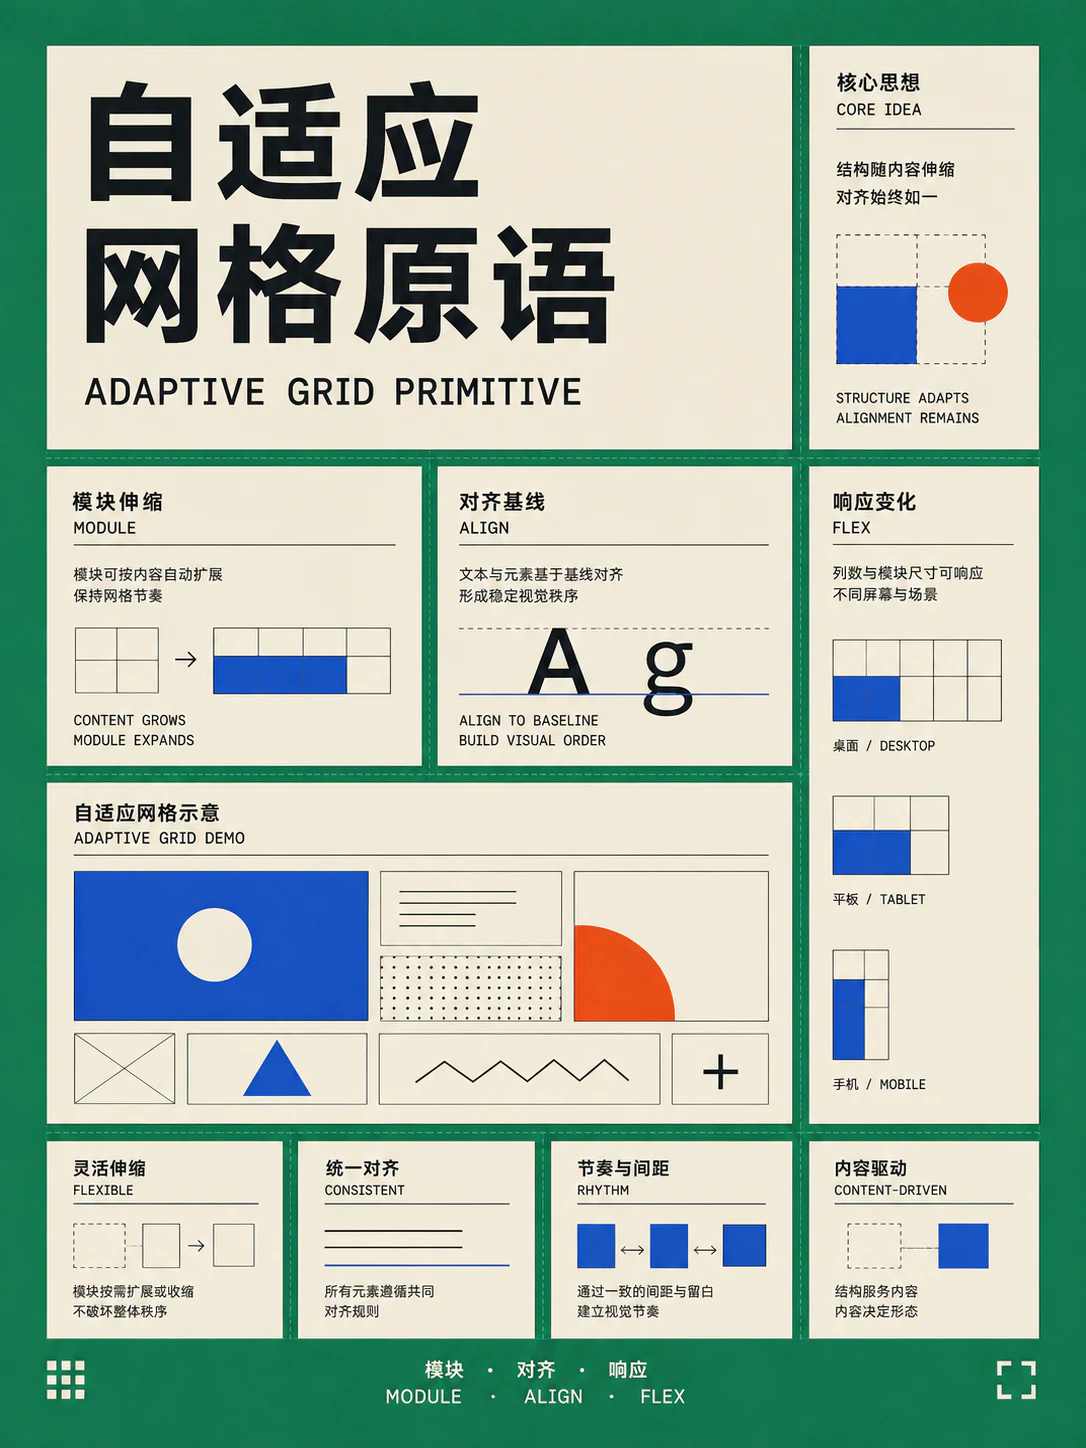 自适应
网格原语
ADAPTIVE GRID PRIMITIVE
核心思想
CORE IDEA
结构随内容伸缩
对齐始终如一
STRUCTURE ADAPTS
ALIGNMENT REMAINS
模块伸缩
MODULE
模块可按内容自动扩展
保持网格节奏
CONTENT GROWS
MODULE EXPANDS
对齐基线
ALIGN
文本与元素基于基线对齐
形成稳定视觉秩序
A g
ALIGN TO BASELINE
BUILD VISUAL ORDER
响应变化
FLEX
列数与模块尺寸可响应
不同屏幕与场景
桌面 / DESKTOP
平板 / TABLET
手机 / MOBILE
自适应网格示意
ADAPTIVE GRID DEMO
灵活伸缩
FLEXIBLE
模块按需扩展或收缩
不破坏整体秩序
统一对齐
CONSISTENT
所有元素遵循共同
对齐规则
节奏与间距
RHYTHM
通过一致的间距与留白
建立视觉节奏
内容驱动
CONTENT-DRIVEN
结构服务内容
内容决定形态
模块 · 对齐 · 响应
MODULE · ALIGN · FLEX